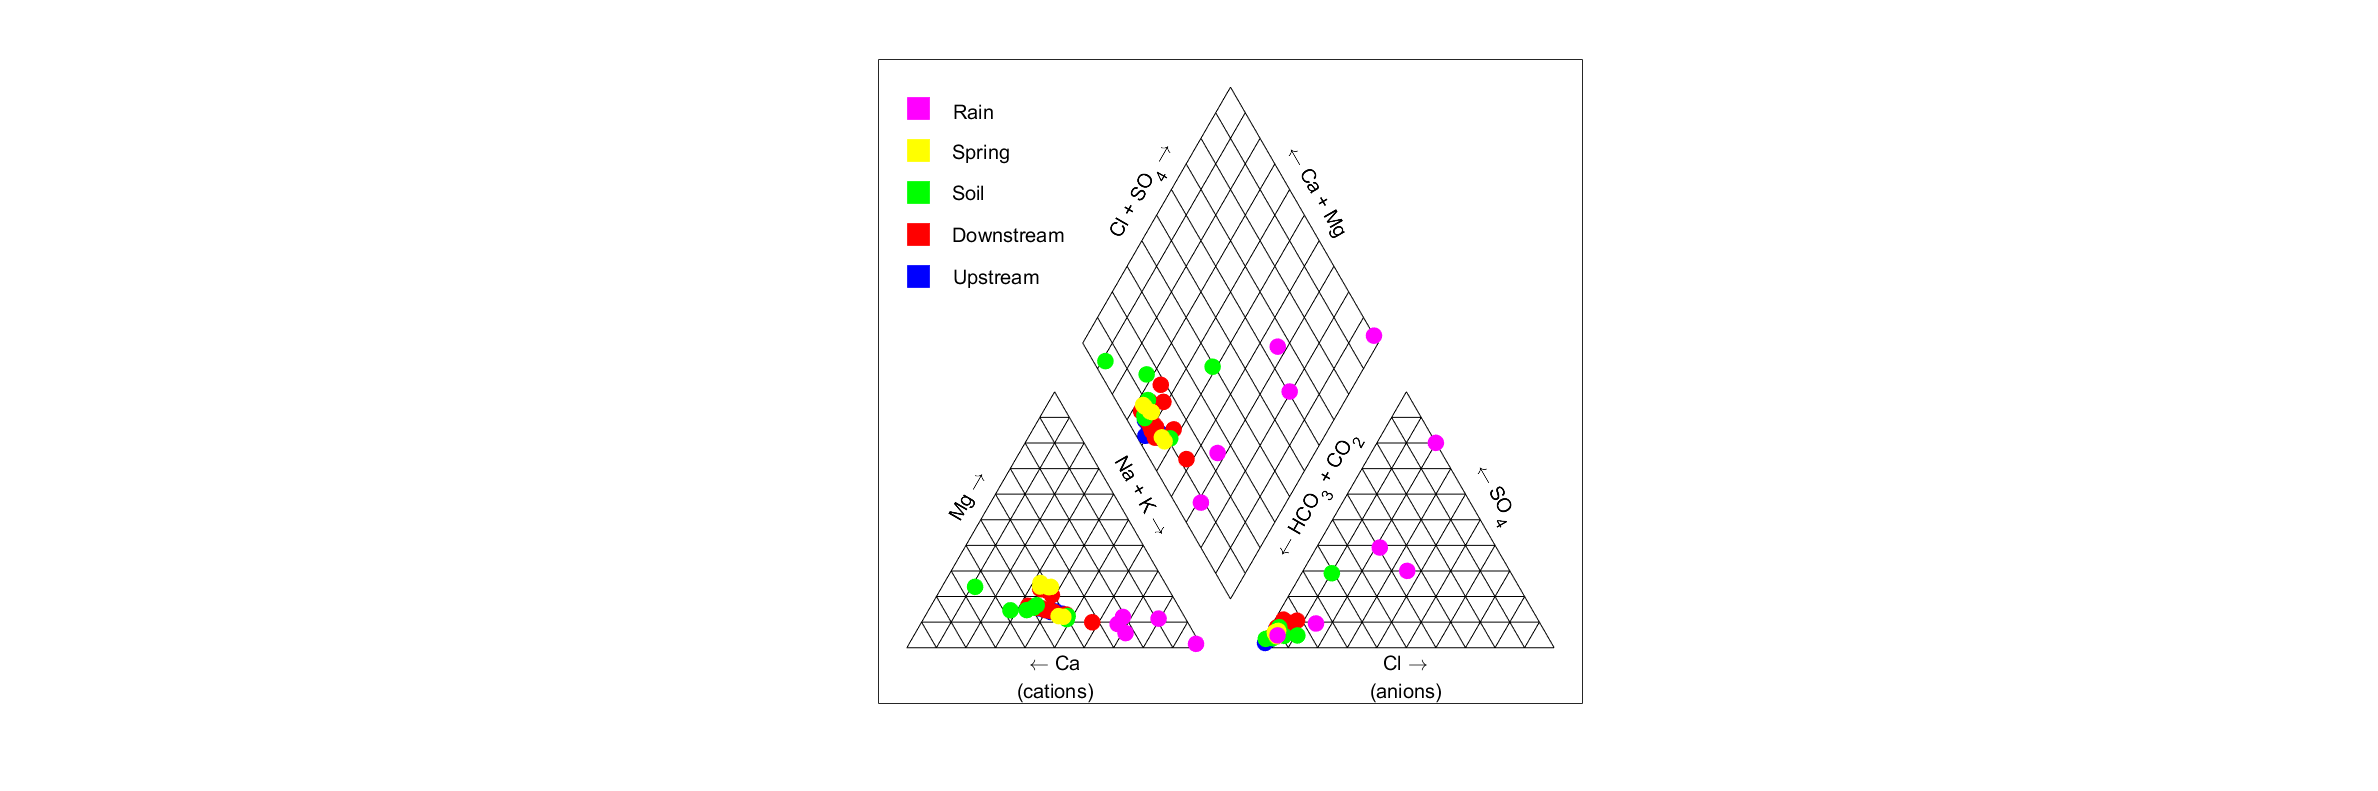 Rain
Spring
Soil
Downstream
Upstream
Cl + SO4 →
← Ca + Mg
Mg →
Na + K →
← HCO3 + CO2
← SO4
← Ca
(cations)
Cl →
(anions)